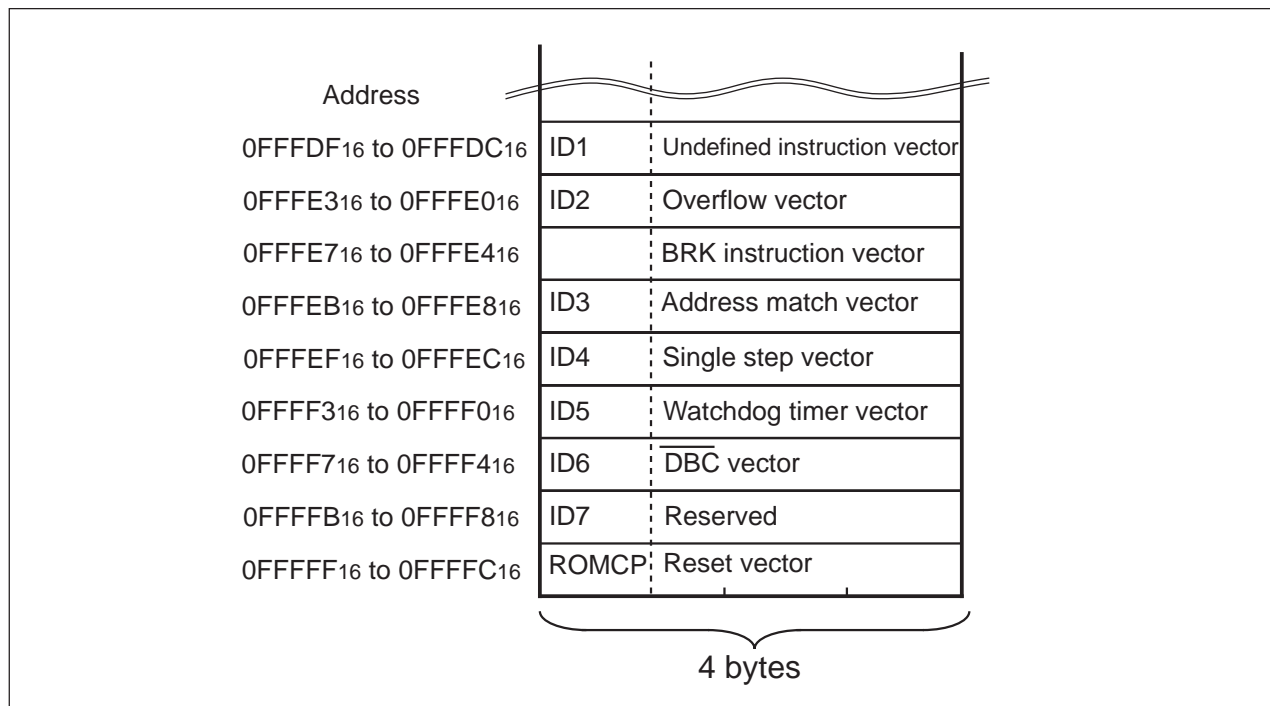 Address
0FFFDF16 to 0FFFDC16 ID1 Undefined instruction vector
0FFFE316 to 0FFFE016 ID2 Overflow vector
0FFFE716 to 0FFFE416 BRK instruction vector
0FFFEB16 to 0FFFE816 ID3 Address match vector
0FFFEF16 to 0FFFEC16 ID4 Single step vector
0FFFF316 to 0FFFF016 ID5 Watchdog timer vector
0FFFF716 to 0FFFF416 ID6 D̅B̅C̅ vector
0FFFFB16 to 0FFFF816 ID7 Reserved
0FFFFF16 to 0FFFFC16 ROMCP Reset vector
4 bytes